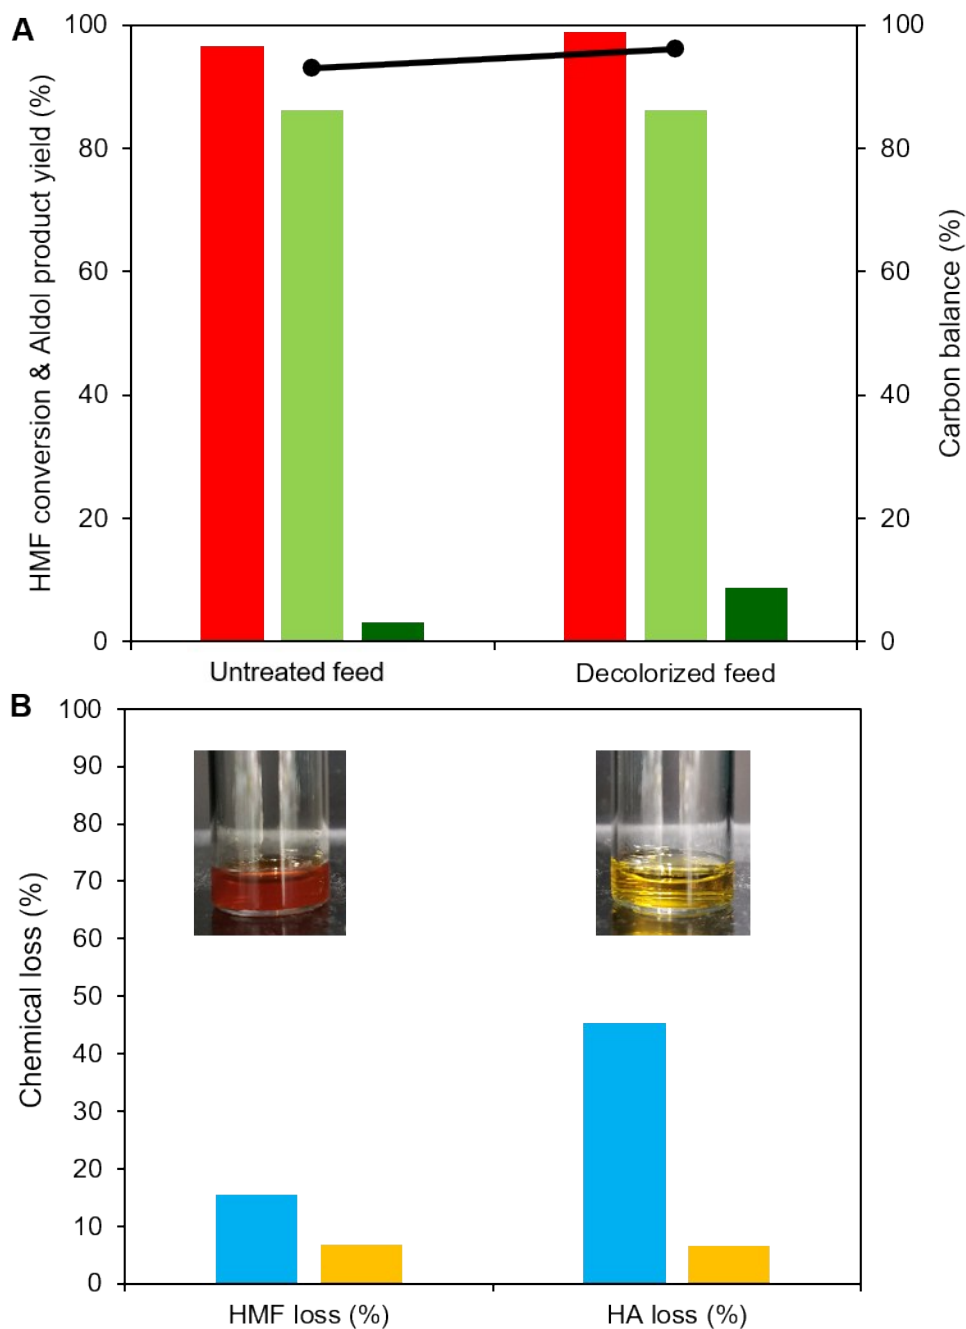 A
HMF conversion & Aldol product yield (%)
100
80
60
40
20
0
100
80
60
40
20
0
Carbon balance (%)
Untreated feed
Decolorized feed
B
Chemical loss (%)
100
90
80
70
60
50
40
30
20
10
0
HMF loss (%)
HA loss (%)